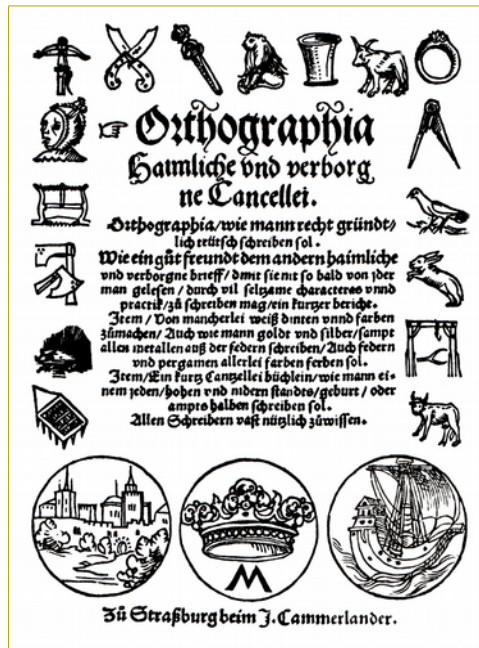 ☞ Orthographia
Haimliche vnd verborg
ne Cancellei.
Orthographia/wie mann recht gründt⸗
lich teütsch schreiben sol.
Wie ein gůt freundt dem andern haimliche
vnd verborgne brieff/damit sie nit so bald von jder
man gelesen/durch vil seltzame characteres vnnd
practik/zů schreiben mag/ein kurtzer bericht.
Item/Von mancherlei weiß dinten vnnd farben
zůmachen/Auch wie mann goldt vnd silber/sampt
allen metallen auß der federn schreiben/Auch federn
vnd pergamen allerlei farben ferben sol.
Item/Ein kurtz Cantzellei büchlein/wie mann ei⸗
nem jeden/hohen vnd nidern standts/geburt/oder
ampts halben schreiben sol.
Allen Schreibern vast nützlich zůwissen.
M
Zů Straßburg beim J. Cammerlander.